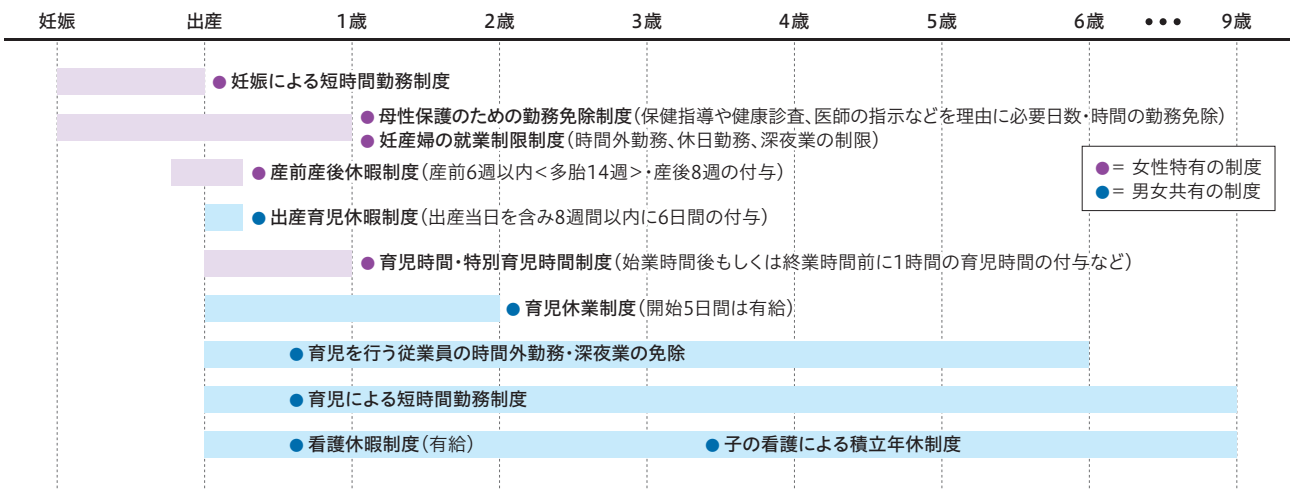 妊娠 出産 1歳 2歳 3歳 4歳 5歳 6歳 ••• 9歳
●妊娠による短時間勤務制度
●母性保護のための勤務免除制度(保健指導や健康診査、医師の指示などを理由に必要日数・時間の勤務免除)
●妊産婦の就業制限制度(時間外勤務、休日勤務、深夜業の制限)
●産前産後休暇制度(産前6週以内<多胎14週>・産後8週の付与)
●=女性特有の制度
●=男女共有の制度
●出産育児休暇制度(出産当日を含み8週間以内に6日間の付与)
●育児時間・特別育児時間制度(始業時間後もしくは終業時間前に1時間の育児時間の付与など)
●育児休業制度(開始5日間は有給)
●育児を行う従業員の時間外勤務・深夜業の免除
●育児による短時間勤務制度
●看護休暇制度(有給) ●子の看護による積立年休制度